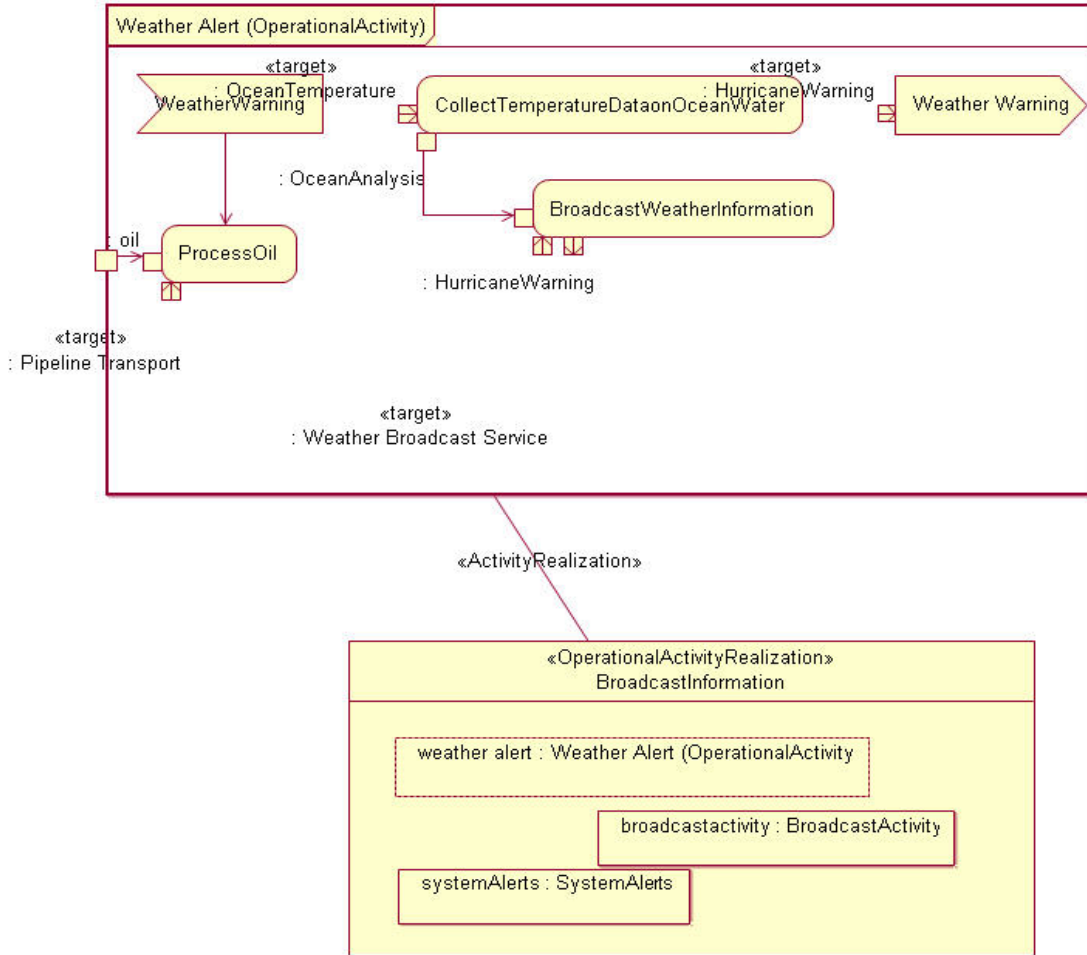 Weather Alert (OperationalActivity)
«target»
: OceanTemperature
WeatherWarning
CollectTemperatureDataonOceanWater
«target»
: HurricaneWarning
Weather Warning
: OceanAnalysis
BroadcastWeatherInformation
: oil
ProcessOil
: HurricaneWarning
«target»
: Pipeline Transport
«target»
: Weather Broadcast Service
«ActivityRealization»
«OperationalActivityRealization»
BroadcastInformation
weather alert : Weather Alert (OperationalActivity
broadcastactivity : BroadcastActivity
systemAlerts : SystemAlerts